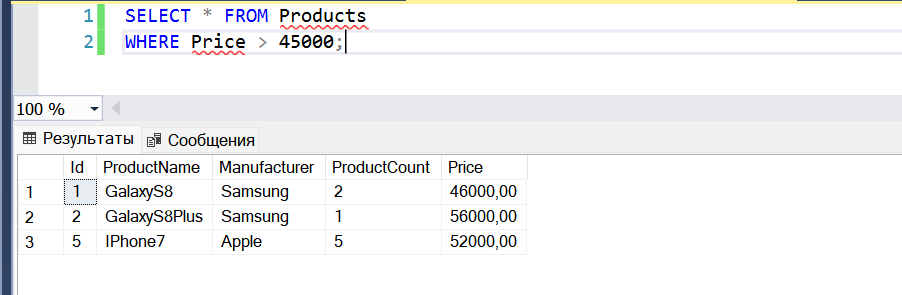 1 SELECT * FROM Products
2 WHERE Price > 45000;
100 %
Результаты Сообщения
Id ProductName Manufacturer ProductCount Price
1 1 GalaxyS8 Samsung 2 46000,00
2 2 GalaxyS8Plus Samsung 1 56000,00
3 5 IPhone7 Apple 5 52000,00